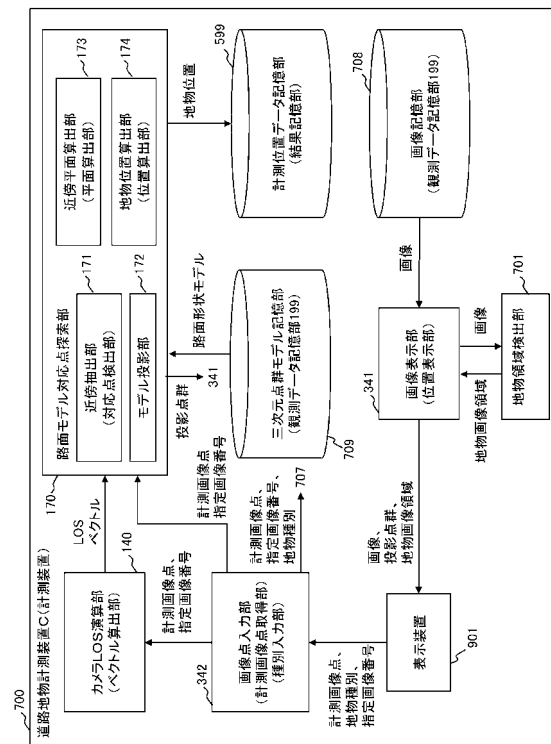 700
道路地物計測装置C(計測装置)
170
路面モデル対応点探索部
近傍抽出部
(対応点検出部)
171
近傍平面算出部
(平面算出部)
173
モデル投影部
172
地物位置算出部
(位置算出部)
174
LOS
ベクトル
カメラLOS演算部
(ベクトル算出部)
140
計測画像点、
指定画像番号
計測画像点
指定画像番号
投影点群
341
路面形状モデル
地物位置
画像点入力部
(計測画像点取得部)
(種別入力部)
342
計測画像点、
指定画像番号、
地物種別
707
三次元点群モデル記憶部
(観測データ記憶部199)
709
計測位置データ記憶部
(結果記憶部)
599
計測画像点、
地物種別、
指定画像番号
表示装置
901
画像、
投影点群、
地物画像領域
画像表示部
(位置表示部)
341
画像
画像記憶部
(観測データ記憶部199)
708
地物画像領域
画像
地物領域検出部
701